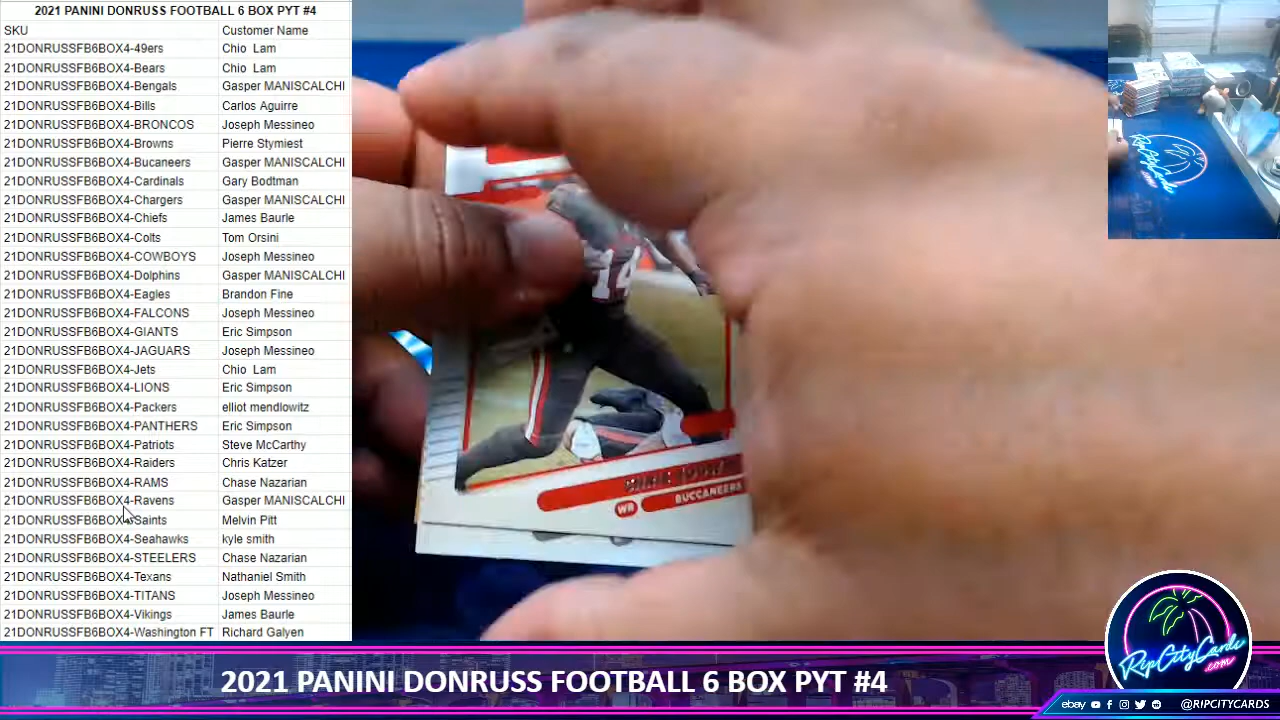 2021 PANINI DONRUSS FOOTBALL 6 BOX PYT #4
SKU Customer Name
21DONRUSSFB6BOX4-49ers Chio Lam
21DONRUSSFB6BOX4-Bears Chio Lam
21DONRUSSFB6BOX4-Bengals Gasper MANISCALCHI
21DONRUSSFB6BOX4-Bills Carlos Aguirre
21DONRUSSFB6BOX4-BRONCOS Joseph Messineo
21DONRUSSFB6BOX4-Browns Pierre Stymiest
21DONRUSSFB6BOX4-Bucaneers Gasper MANISCALCHI
21DONRUSSFB6BOX4-Cardinals Gary Bodtman
21DONRUSSFB6BOX4-Chargers Gasper MANISCALCHI
21DONRUSSFB6BOX4-Chiefs James Baurle
21DONRUSSFB6BOX4-Colts Tom Orsini
21DONRUSSFB6BOX4-COWBOYS Joseph Messineo
21DONRUSSFB6BOX4-Dolphins Gasper MANISCALCHI
21DONRUSSFB6BOX4-Eagles Brandon Fine
21DONRUSSFB6BOX4-FALCONS Joseph Messineo
21DONRUSSFB6BOX4-GIANTS Eric Simpson
21DONRUSSFB6BOX4-JAGUARS Joseph Messineo
21DONRUSSFB6BOX4-Jets Chio Lam
21DONRUSSFB6BOX4-LIONS Eric Simpson
21DONRUSSFB6BOX4-Packers elliot mendlowitz
21DONRUSSFB6BOX4-PANTHERS Eric Simpson
21DONRUSSFB6BOX4-Patriots Steve McCarthy
21DONRUSSFB6BOX4-Raiders Chris Katzer
21DONRUSSFB6BOX4-RAMS Chase Nazarian
21DONRUSSFB6BOX4-Ravens Gasper MANISCALCHI
21DONRUSSFB6BOX4-Saints Melvin Pitt
21DONRUSSFB6BOX4-Seahawks kyle smith
21DONRUSSFB6BOX4-STEELERS Chase Nazarian
21DONRUSSFB6BOX4-Texans Nathaniel Smith
21DONRUSSFB6BOX4-TITANS Joseph Messineo
21DONRUSSFB6BOX4-Vikings James Baurle
21DONRUSSFB6BOX4-Washington FT Richard Galyen
14
WR BUCCANEERS
RipCityCards
.com
RipCityCards
.com
2021 PANINI DONRUSS FOOTBALL 6 BOX PYT #4
ebay @RIPCITYCARDS